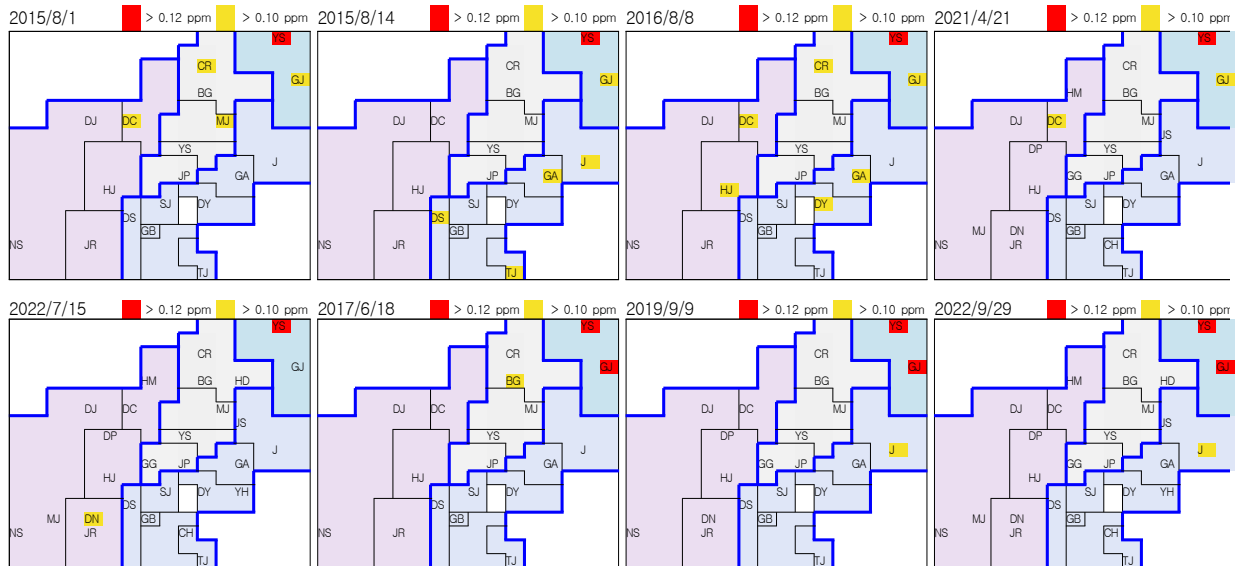 2015/8/1 > 0.12 ppm > 0.10 ppm
YS
CR
GJ
BG
DJ DC MJ
YS
J
JP GA
HJ
SJ DY
DS
GB
NS JR
TJ
2015/8/14 > 0.12 ppm > 0.10 ppm
YS
CR
GJ
BG
DJ DC MJ
YS
J
JP GA
HJ
SJ DY
DS
GB
NS JR
TJ
2016/8/8 > 0.12 ppm > 0.10 ppm
YS
CR
GJ
BG
DJ DC MJ
YS
J
JP GA
HJ
SJ DY
DS
GB
NS JR
TJ
2021/4/21 > 0.12 ppm > 0.10 ppm
YS
CR
GJ
HM BG
DJ DC MJ
JS
DP YS
J
GG JP GA
HJ
SJ DY
DS
MJ DN GB
NS JR CH
TJ
2022/7/15 > 0.12 ppm > 0.10 ppm
YS
CR
GJ
HM BG HD
DJ DC MJ
JS
DP YS
J
GG JP GA
HJ
SJ DY YH
DS
MJ DN GB
NS JR CH
TJ
2017/6/18 > 0.12 ppm > 0.10 ppm
YS
CR
GJ
BG
DJ DC MJ
YS
J
JP GA
HJ
SJ DY
DS
GB
NS JR
TJ
2019/9/9 > 0.12 ppm > 0.10 ppm
YS
CR
GJ
BG
DJ DC MJ
DP YS
J
GG JP GA
HJ
SJ DY
DS
DN GB
NS JR CH
TJ
2022/9/29 > 0.12 ppm > 0.10 ppm
YS
CR
GJ
HM BG HD
DJ DC MJ
JS
DP YS
J
GG JP GA
HJ
SJ DY YH
DS
MJ DN GB
NS JR CH
TJ